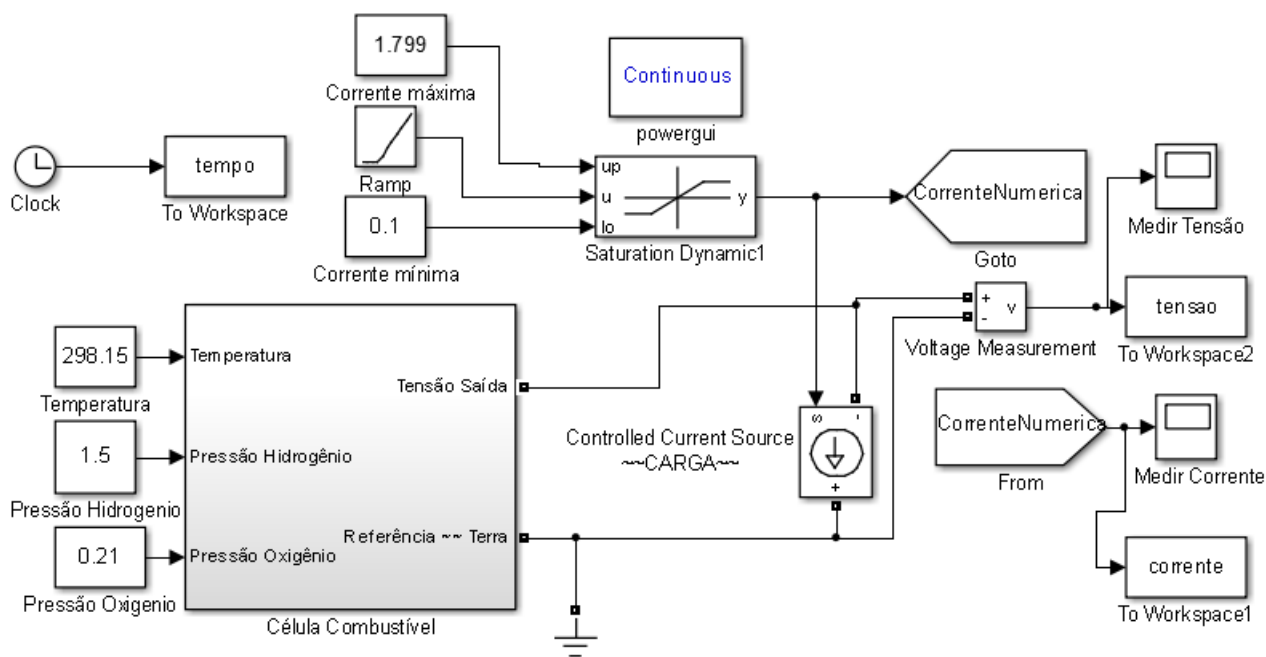 1.799
Corrente máxima
Continuous
powergui
Ramp
tempo
To Workspace
Clock
0.1
Corrente mínima
up
u
lo
y
Saturation Dynamic1
CorrenteNumerica
Goto
Medir Tensão
+
-
v
Voltage Measurement
tensao
To Workspace2
298.15
Temperatura
1.5
Pressão Hidrogenio
0.21
Pressão Oxigenio
Temperatura
Pressão Hidrogênio
Pressão Oxigênio
Tensão Saída
Referência ~~ Terra
Célula Combustível
Controlled Current Source
~~CARGA~~
s
-
+
CorrenteNumerica
From
Medir Corrente
corrente
To Workspace1